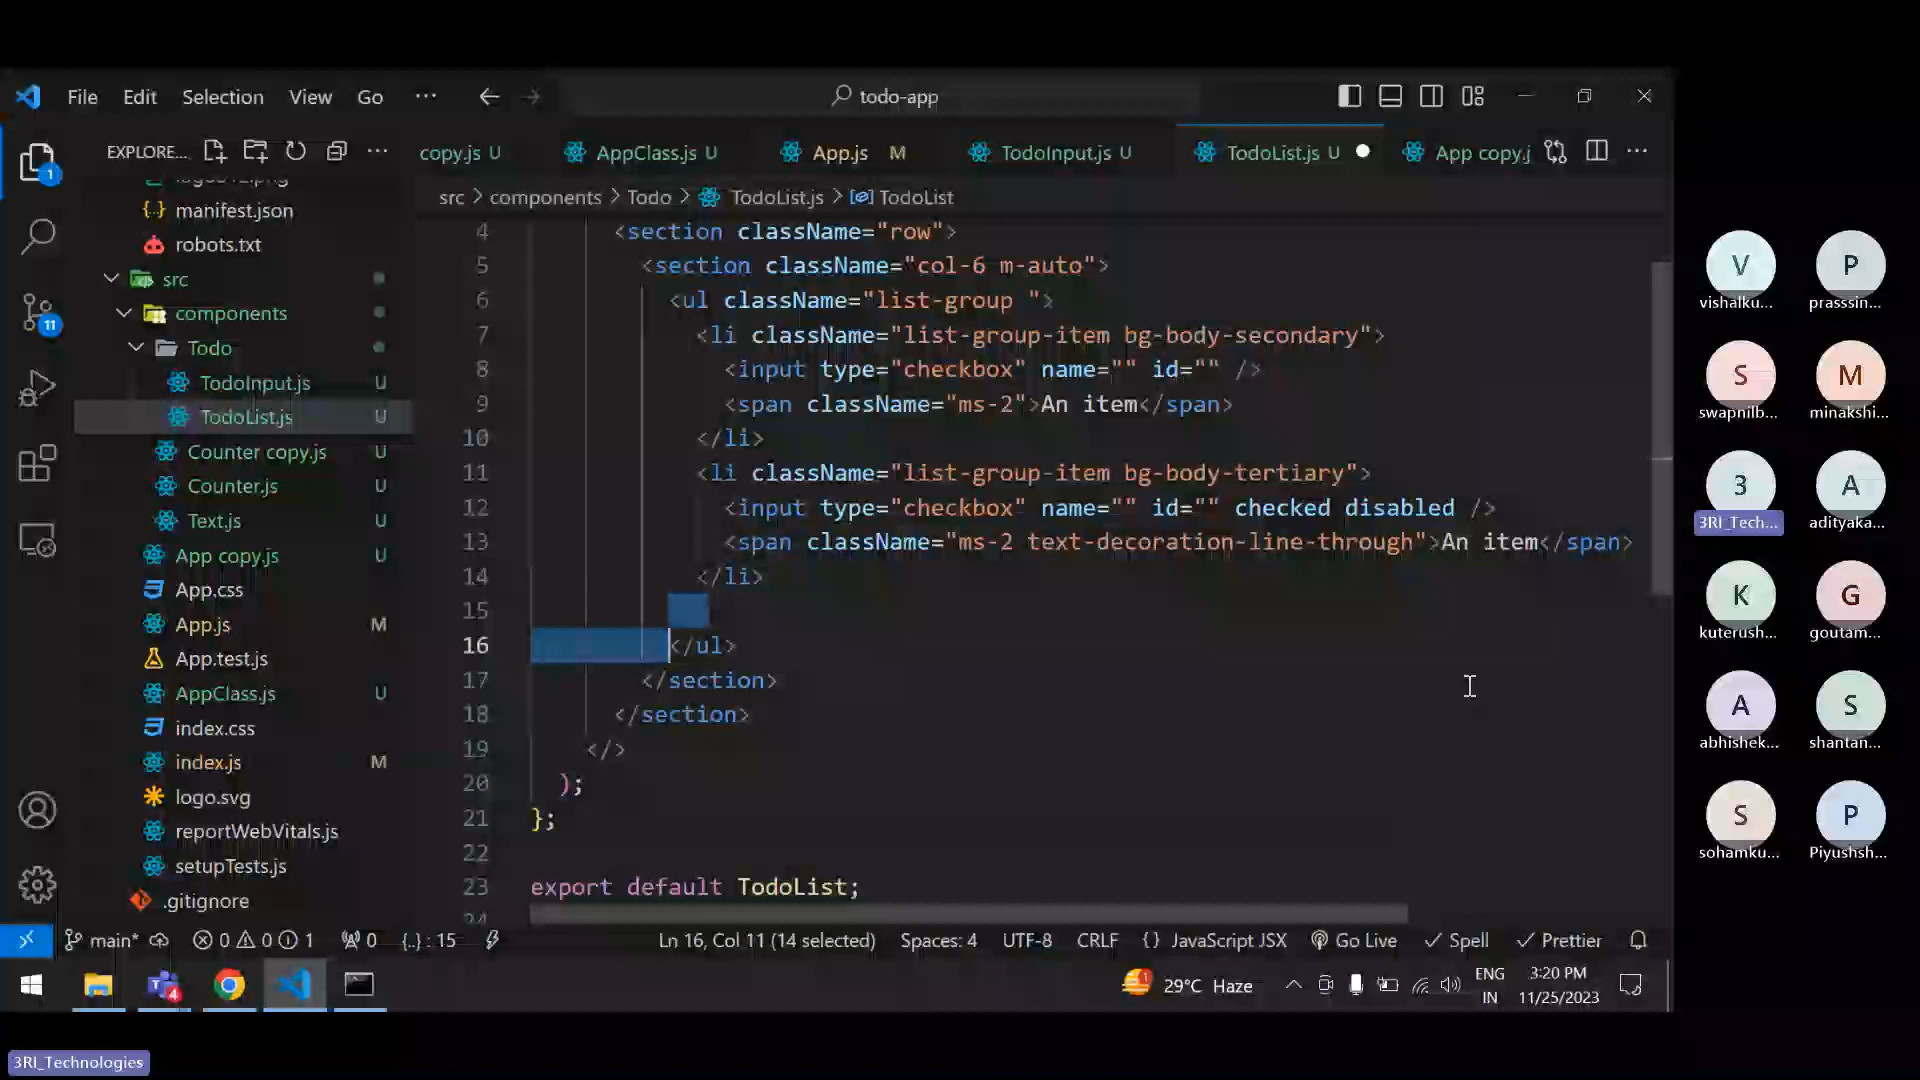 File Edit Selection View Go ··· todo-app
EXPLORE...
copy.js U AppClass.js U App.js M TodoInput.js U TodoList.js U App copy.j
src > components > Todo > TodoList.js > TodoList
manifest.json
robots.txt
src
components
Todo
TodoInput.js U
TodoList.js U
Counter copy.js U
Counter.js U
Text.js U
App copy.js U
App.css
App.js M
App.test.js
AppClass.js U
index.css
index.js M
logo.svg
reportWebVitals.js
setupTests.js
.gitignore
1
11
4 <section className="row">
5 <section className="col-6 m-auto">
6 <ul className="list-group ">
7 <li className="list-group-item bg-body-secondary">
8 <input type="checkbox" name="" id="" />
9 <span className="ms-2">An item</span>
10 </li>
11 <li className="list-group-item bg-body-tertiary">
12 <input type="checkbox" name="" id="" checked disabled />
13 <span className="ms-2 text-decoration-line-through">An item</span>
14 </li>
15
16 </ul>
17 </section>
18 </section>
19 </>
20 );
21 };
22
23 export default TodoList;
24
main* 0 0 1 0 {..} : 15 Ln 16, Col 11 (14 selected) Spaces: 4 UTF-8 CRLF {} JavaScript JSX Go Live Spell Prettier
4
1
29°C Haze
ENG
IN
3:20 PM
11/25/2023
V P
vishalku... prasssin...
S M
swapnilb... minakshi...
3 A
3RI_Tech... adityaka...
K G
kuterush... goutam...
A S
abhishek... shantan...
S P
sohamku... Piyushsh...
3RI_Technologies